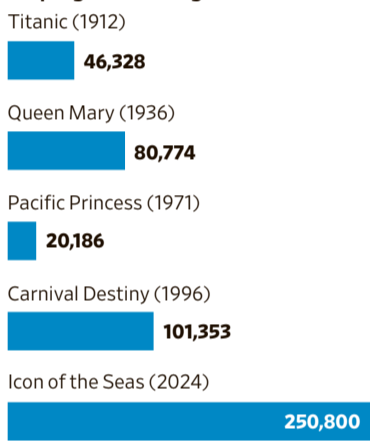 Titanic (1912)
46,328
Queen Mary (1936)
80,774
Pacific Princess (1971)
20,186
Carnival Destiny (1996)
101,353
Icon of the Seas (2024)
250,800